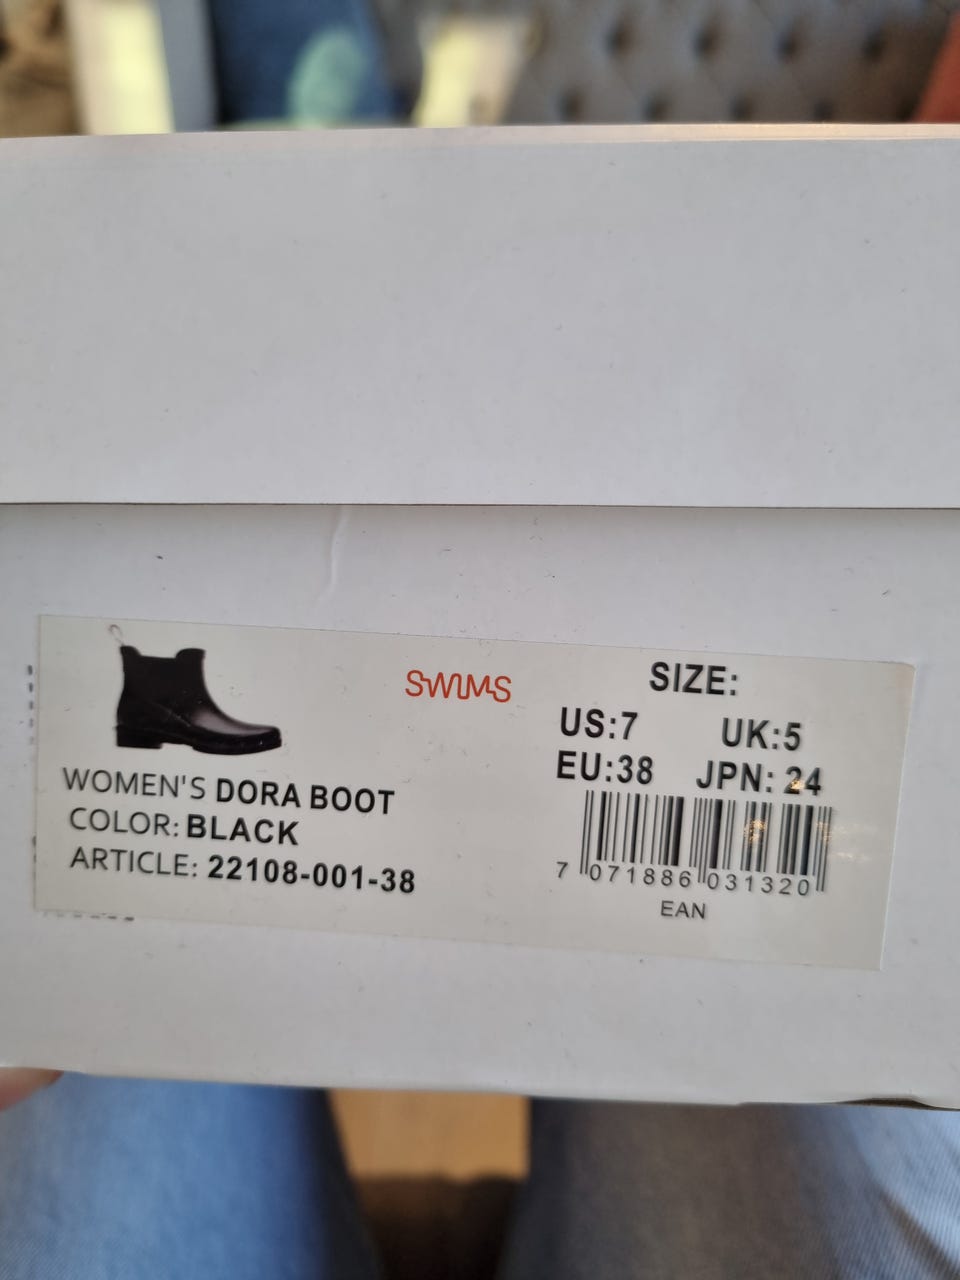 SWIMS
WOMEN'S DORA BOOT
COLOR: BLACK
ARTICLE: 22108-001-38
SIZE:
US:7 UK:5
EU:38 JPN: 24
7 071886 031320
EAN